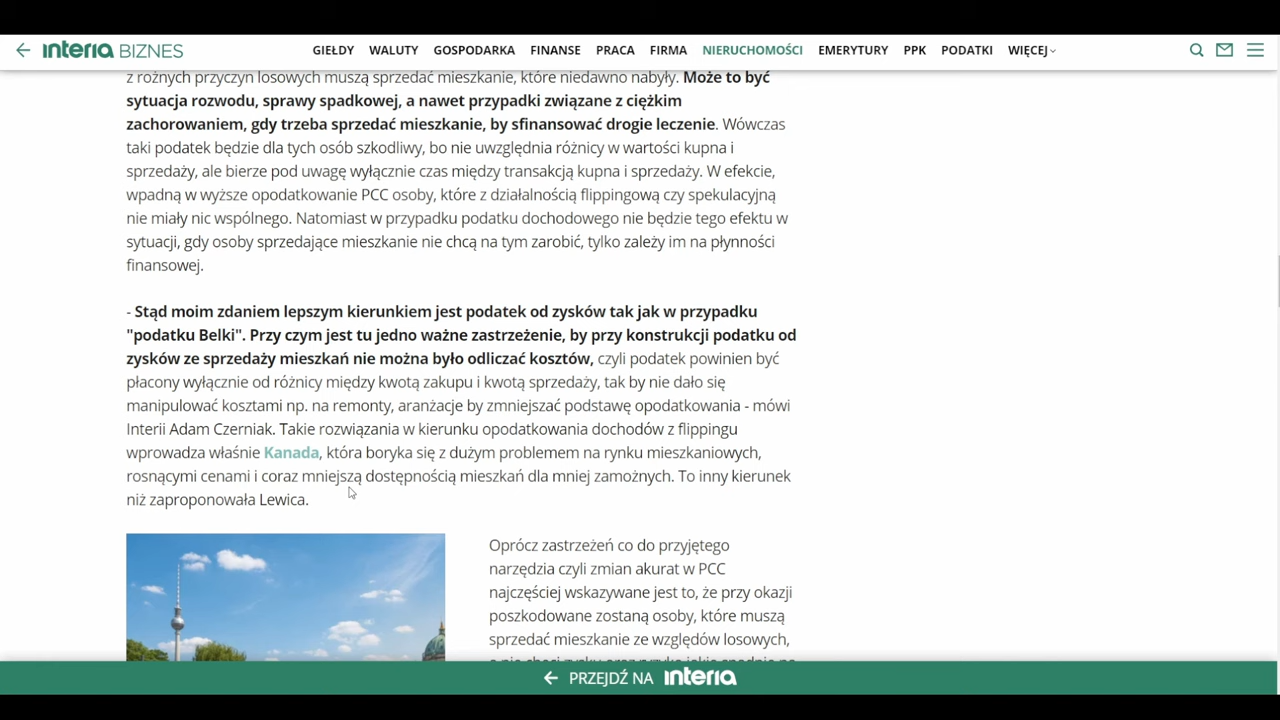 interia BIZNES
GIEŁDY WALUTY GOSPODARKA FINANSE PRACA FIRMA NIERUCHOMOŚCI EMERYTURY PPK PODATKI WIĘCEJ
z rożnych przyczyn losowych muszą sprzedać mieszkanie, które niedawno nabyły. Może to być
sytuacja rozwodu, sprawy spadkowej, a nawet przypadki związane z ciężkim
zachorowaniem, gdy trzeba sprzedać mieszkanie, by sfinansować drogie leczenie. Wówczas
taki podatek będzie dla tych osób szkodliwy, bo nie uwzględnia różnicy w wartości kupna i
sprzedaży, ale bierze pod uwagę wyłącznie czas między transakcją kupna i sprzedaży. W efekcie,
wpadną w wyższe opodatkowanie PCC osoby, które z działalnością flippingową czy spekulacyjną
nie miały nic wspólnego. Natomiast w przypadku podatku dochodowego nie będzie tego efektu w
sytuacji, gdy osoby sprzedające mieszkanie nie chcą na tym zarobić, tylko zależy im na płynności
finansowej.
- Stąd moim zdaniem lepszym kierunkiem jest podatek od zysków tak jak w przypadku
"podatku Belki". Przy czym jest tu jedno ważne zastrzeżenie, by przy konstrukcji podatku od
zysków ze sprzedaży mieszkań nie można było odliczać kosztów, czyli podatek powinien być
płacony wyłącznie od różnicy między kwotą zakupu i kwotą sprzedaży, tak by nie dało się
manipulować kosztami np. na remonty, aranżacje by zmniejszać podstawę opodatkowania - mówi
Interii Adam Czerniak. Takie rozwiązania w kierunku opodatkowania dochodów z flippingu
wprowadza właśnie Kanada, która boryka się z dużym problemem na rynku mieszkaniowych,
rosnącymi cenami i coraz mniejszą dostępnością mieszkań dla mniej zamożnych. To inny kierunek
niż zaproponowała Lewica.
Oprócz zastrzeżeń co do przyjętego
narzędzia czyli zmian akurat w PCC
najczęściej wskazywane jest to, że przy okazji
poszkodowane zostaną osoby, które muszą
sprzedać mieszkanie ze względów losowych,
PRZEJDŹ NA interia